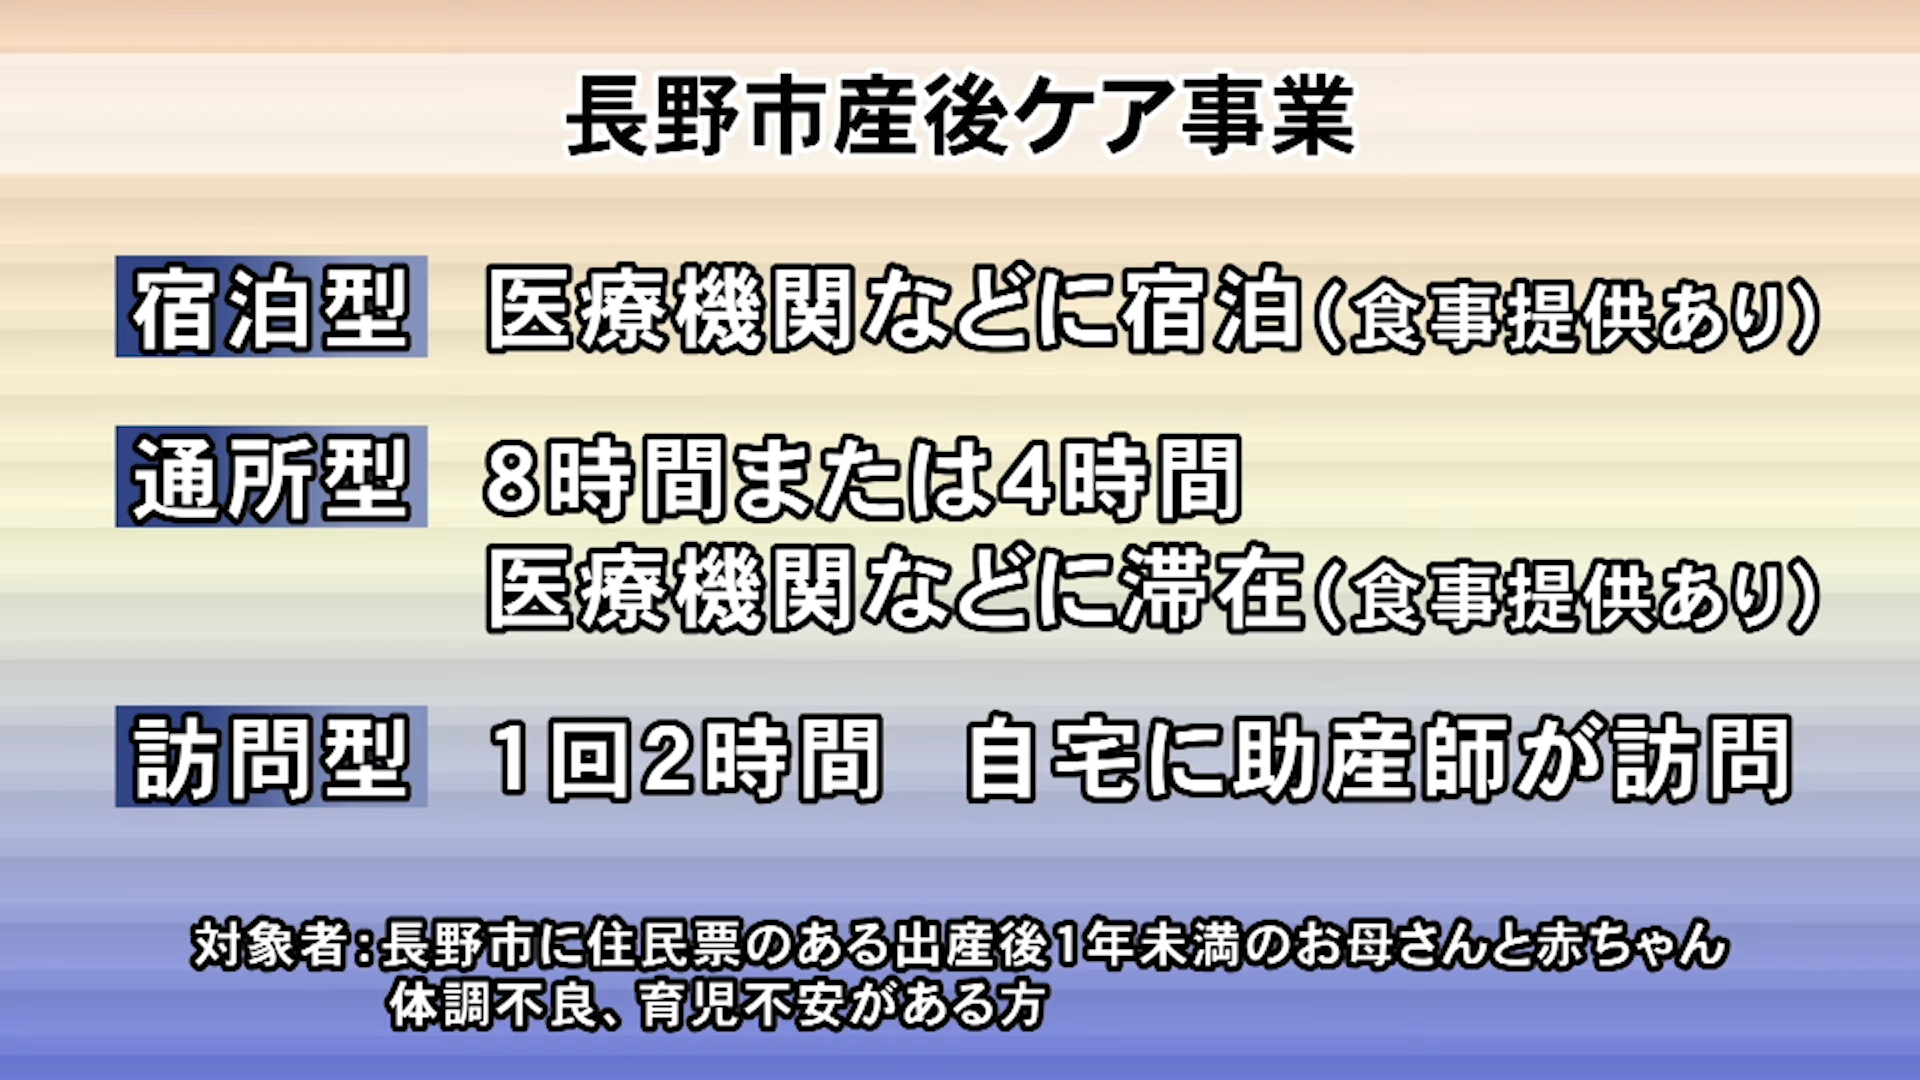 長野市産後ケア事業
宿泊型 医療機関などに宿泊(食事提供あり)
通所型 8時間または4時間
医療機関などに滞在(食事提供あり)
訪問型 1回2時間 自宅に助産師が訪問
対象者:長野市に住民票のある出産後1年未満のお母さんと赤ちゃん
体調不良、育児不安がある方